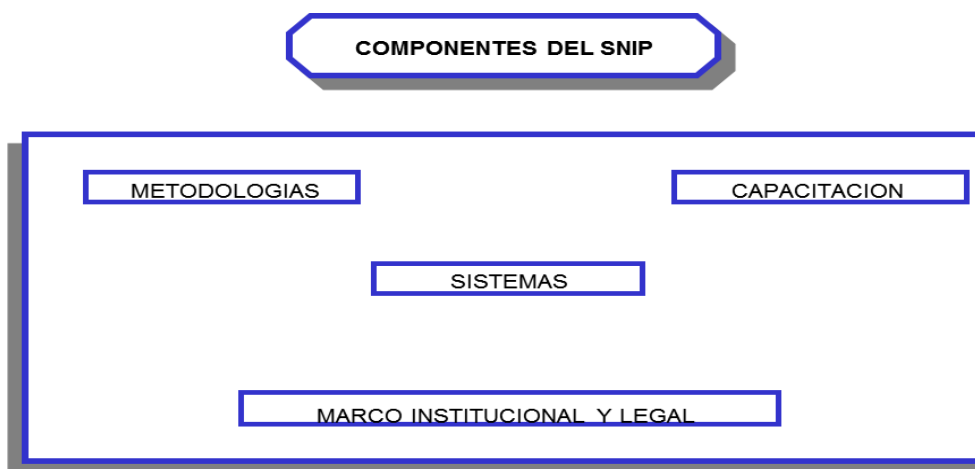 COMPONENTES DEL SNIP
METODOLOGIAS
CAPACITACION
SISTEMAS
MARCO INSTITUCIONAL Y LEGAL